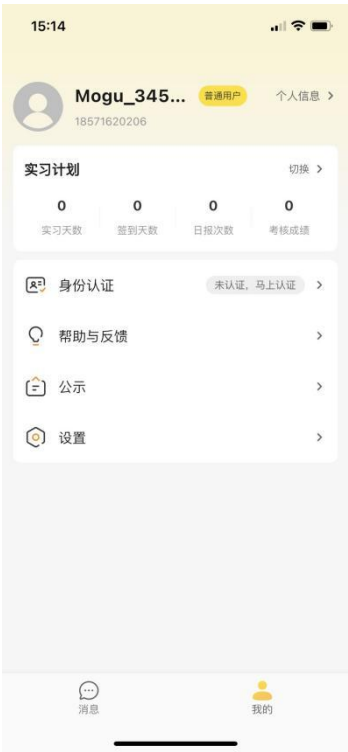 15:14
Mogu_345... 普通用户 个人信息
18571620206
实习计划 切换
0 0 0 0
实习天数 签到天数 日报次数 考核成绩
身份认证 未认证，马上认证
帮助与反馈
公示
设置
消息 我的